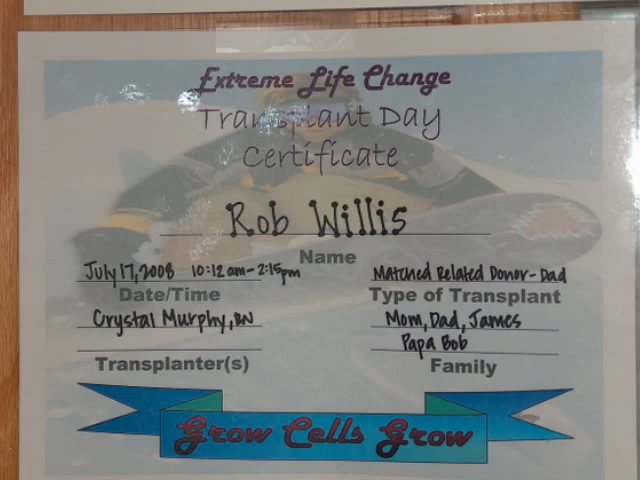 Extreme Life Change
Transplant Day
Certificate
Rob Willis
Name
July 17, 2008 10:12 am - 2:15pm
Date/Time
Matched Related Donor - Dad
Type of Transplant
Crystal Murphy, RN
Transplanter(s)
Mom, Dad, James
Papa Bob
Family
Grow Cells Grow